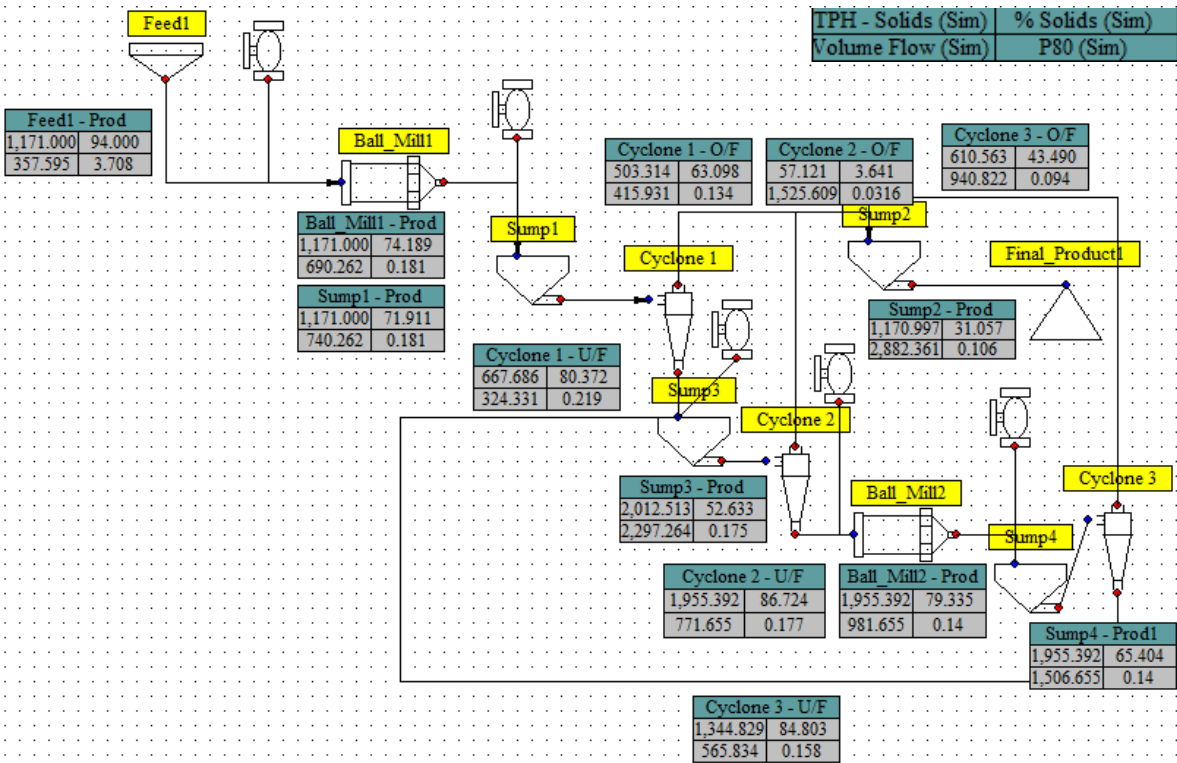 TPH - Solids (Sim) % Solids (Sim)
Volume Flow (Sim) P80 (Sim)
Feed1
Feed1 - Prod
1,171.000 94.000
357.595 3.708
Ball_Mill1
Ball_Mill1 - Prod
1,171.000 74.189
690.262 0.181
Sump1
Sump1 - Prod
1,171.000 71.911
740.262 0.181
Cyclone 1 - O/F
503.314 63.098
415.931 0.134
Cyclone 2 - O/F
57.121 3.641
1,525.609 0.0316
Cyclone 3 - O/F
610.563 43.490
940.822 0.094
Sump2
Cyclone 1
Final_Product1
Sump2 - Prod
1,170.997 31.057
2,882.361 0.106
Cyclone 1 - U/F
667.686 80.372
324.331 0.219
Sump3
Cyclone 2
Sump3 - Prod
2,012.513 52.633
2,297.264 0.175
Ball_Mill2
Cyclone 3
Sump4
Cyclone 2 - U/F
1,955.392 86.724
771.655 0.177
Ball_Mill2 - Prod
1,955.392 79.335
981.655 0.14
Sump4 - Prod1
1,955.392 65.404
1,506.655 0.14
Cyclone 3 - U/F
1,344.829 84.803
565.834 0.158